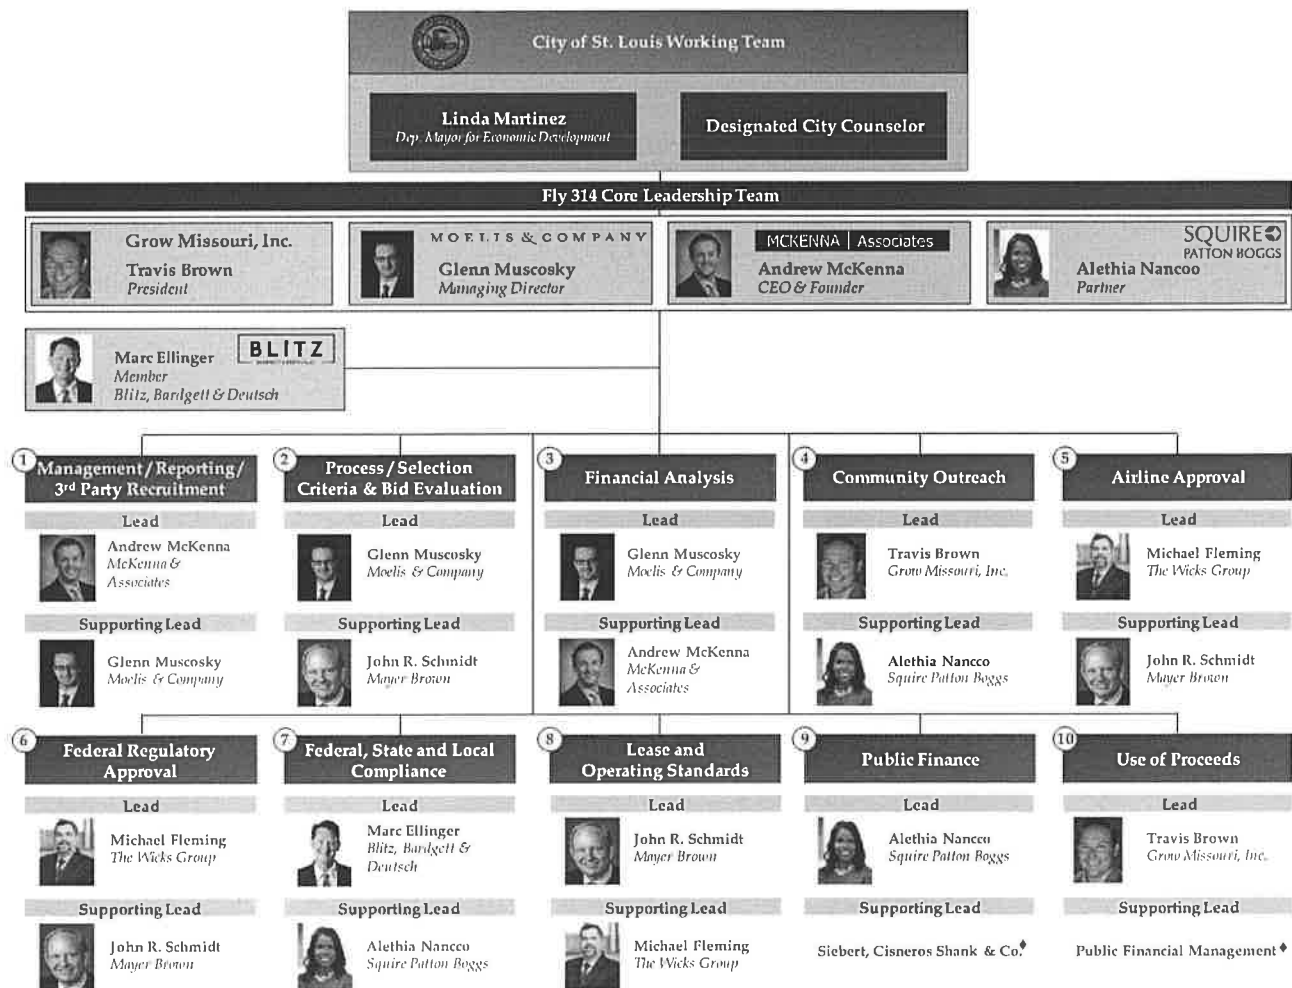 City of St. Louis Working Team
Linda Martinez
Dep. Mayor for Economic Development
Designated City Counselor
Fly 314 Core Leadership Team
Grow Missouri, Inc.
Travis Brown
President
MOELIS & COMPANY
Glenn Muscosky
Managing Director
MCKENNA | Associates
Andrew McKenna
CEO & Founder
SQUIRE
PATTON BOGGS
Alethia Nancoo
Partner
Marc Ellinger
Member
Blitz, Bardgett & Deutsch
BLITZ
1
Management / Reporting /
3rd Party Recruitment
Lead
Andrew McKenna
McKenna &
Associates
Supporting Lead
Glenn Muscosky
Moelis & Company
2
Process / Selection
Criteria & Bid Evaluation
Lead
Glenn Muscosky
Moelis & Company
Supporting Lead
John R. Schmidt
Mayer Brown
3
Financial Analysis
Lead
Glenn Muscosky
Moelis & Company
Supporting Lead
Andrew McKenna
McKenna &
Associates
4
Community Outreach
Lead
Travis Brown
Grow Missouri, Inc.
Supporting Lead
Alethia Nancco
Squire Patton Boggs
5
Airline Approval
Lead
Michael Fleming
The Wicks Group
Supporting Lead
John R. Schmidt
Mayer Brown
6
Federal Regulatory
Approval
Lead
Michael Fleming
The Wicks Group
Supporting Lead
John R. Schmidt
Mayer Brown
7
Federal, State and Local
Compliance
Lead
Marc Ellinger
Blitz, Bardgett &
Deutsch
Supporting Lead
Alethia Nancco
Squire Patton Boggs
8
Lease and
Operating Standards
Lead
John R. Schmidt
Mayer Brown
Supporting Lead
Michael Fleming
The Wicks Group
9
Public Finance
Lead
Alethia Nancco
Squire Patton Boggs
Supporting Lead
Siebert, Cisneros Shank & Co.♦
10
Use of Proceeds
Lead
Travis Brown
Grow Missouri, Inc.
Supporting Lead
Public Financial Management ♦